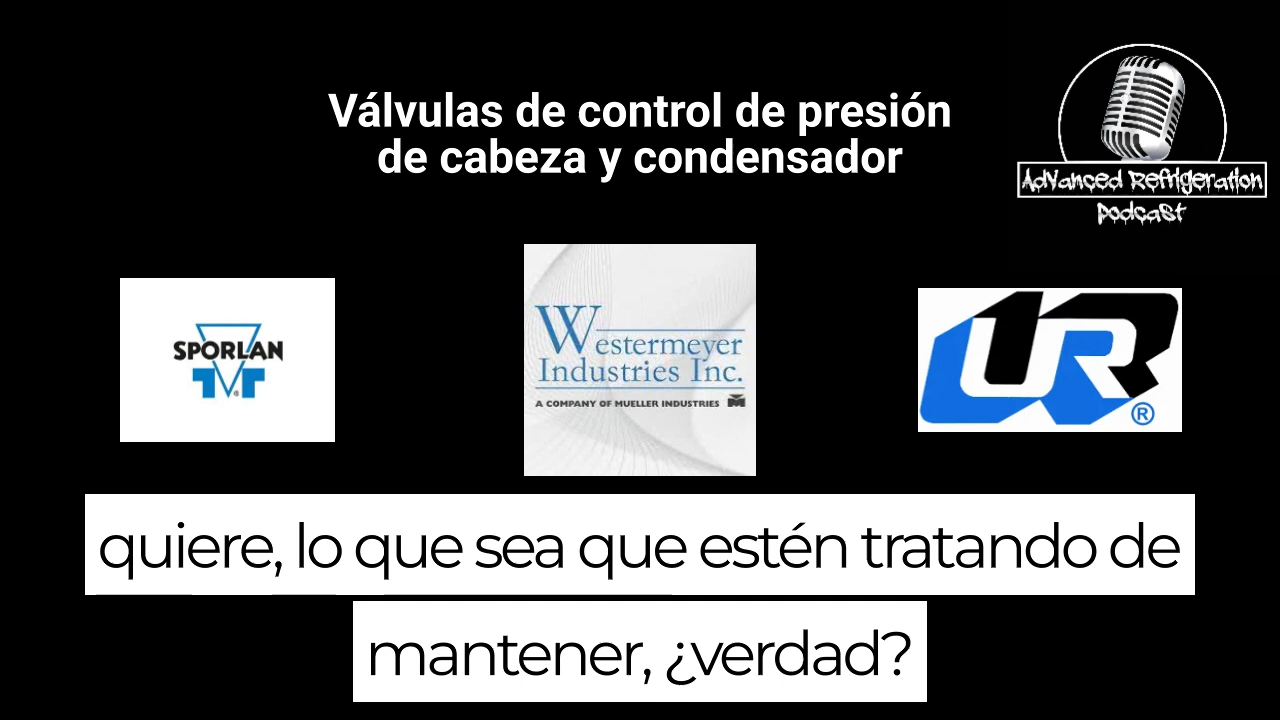 Válvulas de control de presión
de cabeza y condensador
Advanced Refrigeration
Podcast
SPORLAN
Westermeyer
Industries Inc.
A COMPANY OF MUELLER INDUSTRIES
UR
®
quiere, lo que sea que estén tratando de
mantener, ¿verdad?